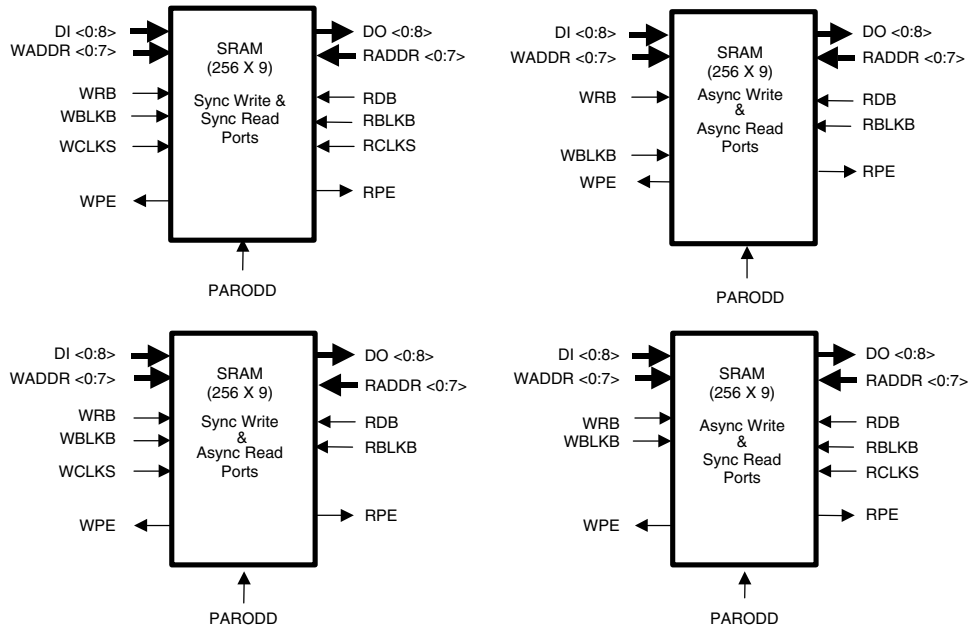 DI <0:8>
WADDR <0:7>
WRB
WBLKB
WCLKS
WPE
SRAM
(256 X 9)
Sync Write &
Sync Read
Ports
DO <0:8>
RADDR <0:7>
RDB
RBLKB
RCLKS
RPE
PARODD
DI <0:8>
WADDR <0:7>
WRB
WBLKB
WPE
SRAM
(256 X 9)
Async Write
&
Async Read
Ports
DO <0:8>
RADDR <0:7>
RDB
RBLKB
RPE
PARODD
DI <0:8>
WADDR <0:7>
WRB
WBLKB
WCLKS
WPE
SRAM
(256 X 9)
Sync Write
&
Async Read
Ports
DO <0:8>
RADDR <0:7>
RDB
RBLKB
RPE
PARODD
DI <0:8>
WADDR <0:7>
WRB
WBLKB
WPE
SRAM
(256 X 9)
Async Write
&
Sync Read
Ports
DO <0:8>
RADDR <0:7>
RDB
RBLKB
RCLKS
RPE
PARODD